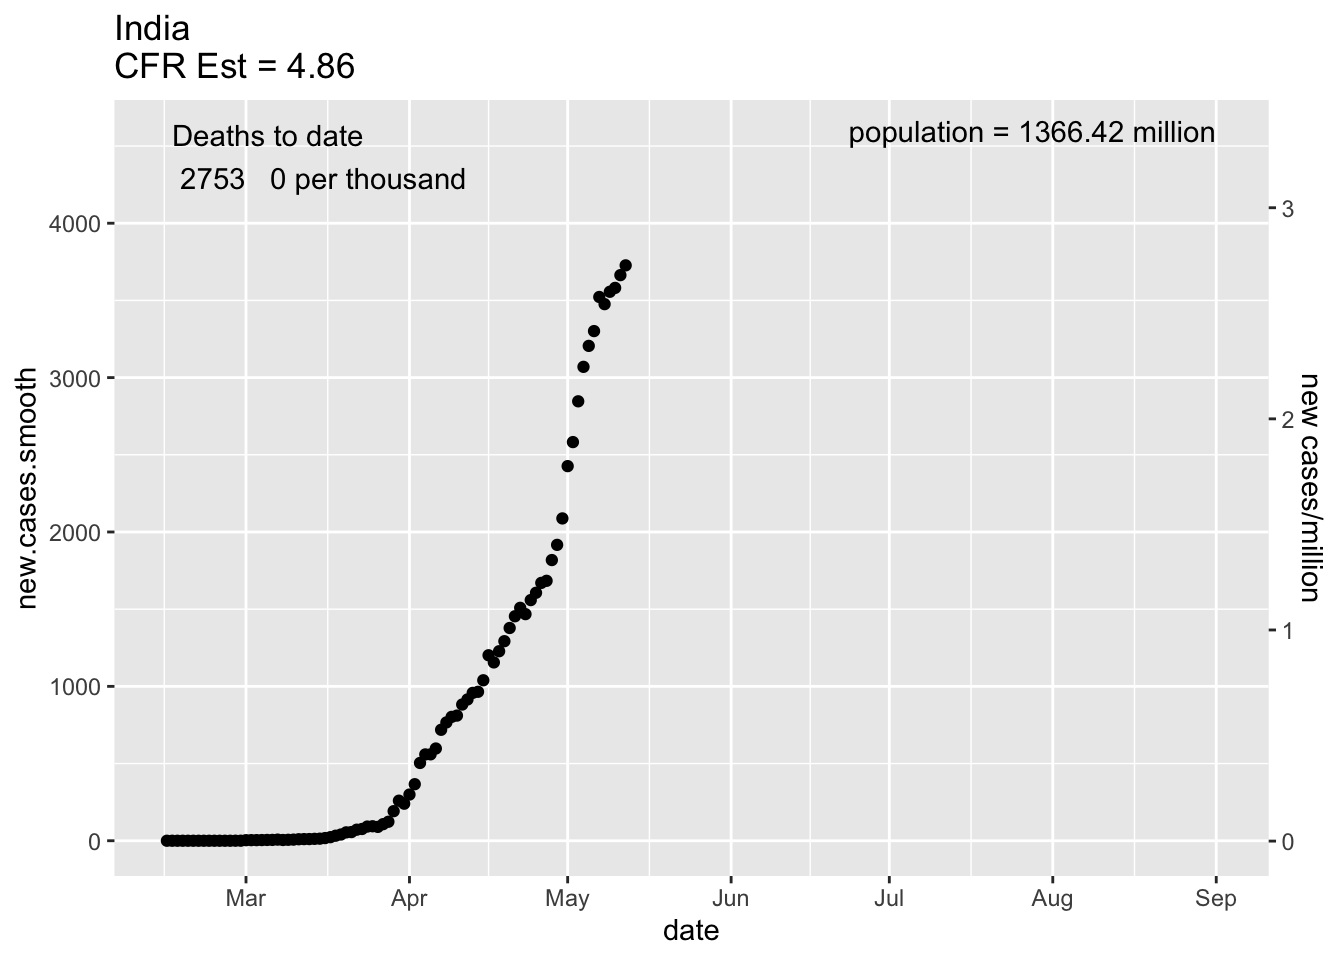 India
CFR Est = 4.86
Deaths to date
2753   0 per thousand
population = 1366.42 million
new.cases.smooth
4000
3000
2000
1000
0
3
2
1
0
new cases/million
Mar Apr May Jun Jul Aug Sep
date